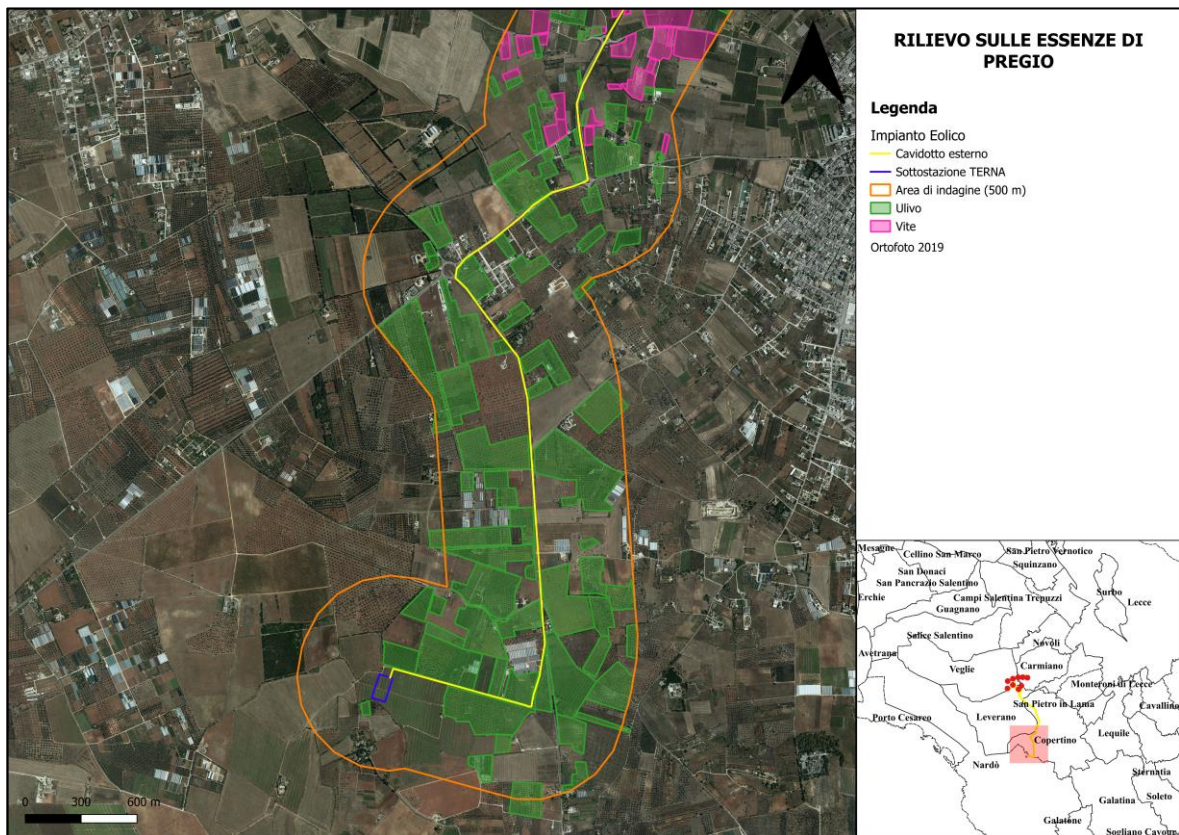 RILIEVO SULLE ESSENZE DI
PREGIO
Legenda
Impianto Eolico
Cavidotto esterno
Sottostazione TERNA
Area di indagine (500 m)
Ulivo
Vite
Ortofoto 2019
0 300 600 m
Mesagne
Cellino San Marco
San Pietro Vernotico
Squinzano
San Donaci
San Pancrazio Salentino
Erchie
Campi Salentina
Trepuzzi
Surbo
Lecce
Guagnano
Salice Salentino
Novoli
Avetrana
Veglie
Carmiano
Monteroni di Lecce
San Pietro in Lama
Cavallino
Porto Cesareo
Leverano
Lequile
Copertino
Nardò
Sternatia
Galatina
Soleto
Galatone
Sogliano Cavour